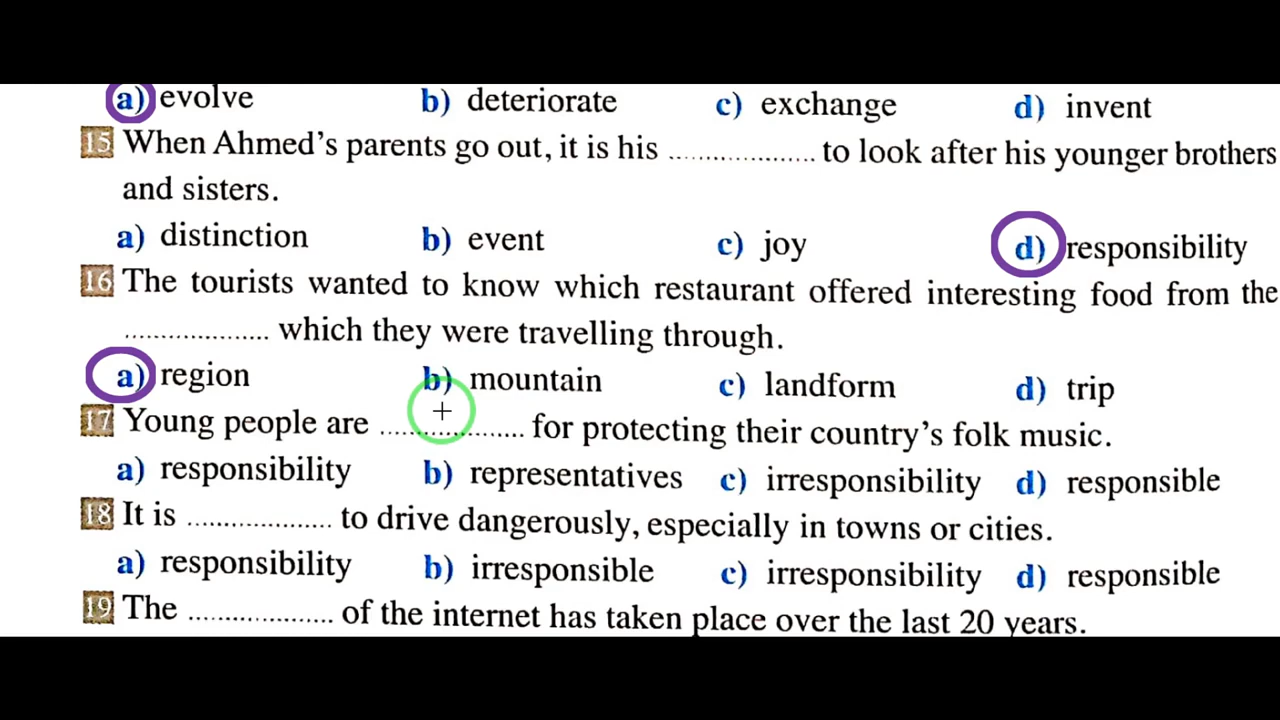 a) evolve b) deteriorate c) exchange d) invent
15 When Ahmed's parents go out, it is his .................... to look after his younger brothers
and sisters.
a) distinction b) event c) joy d) responsibility
16 The tourists wanted to know which restaurant offered interesting food from the
.................... which they were travelling through.
a) region b) mountain c) landform d) trip
17 Young people are .................... for protecting their country's folk music.
a) responsibility b) representatives c) irresponsibility d) responsible
18 It is .................... to drive dangerously, especially in towns or cities.
a) responsibility b) irresponsible c) irresponsibility d) responsible
19 The .................... of the internet has taken place over the last 20 years.